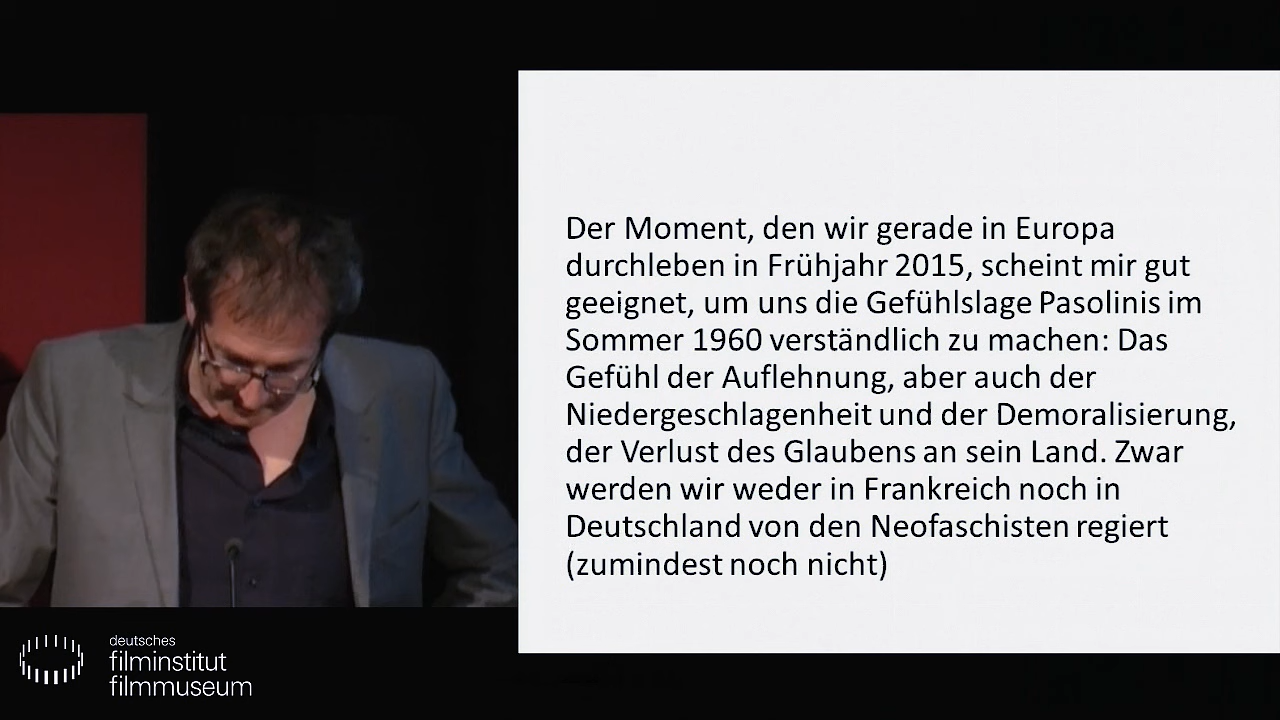 Der Moment, den wir gerade in Europa
durchleben in Frühjahr 2015, scheint mir gut
geeignet, um uns die Gefühlslage Pasolinis im
Sommer 1960 verständlich zu machen: Das
Gefühl der Auflehnung, aber auch der
Niedergeschlagenheit und der Demoralisierung,
der Verlust des Glaubens an sein Land. Zwar
werden wir weder in Frankreich noch in
Deutschland von den Neofaschisten regiert
(zumindest noch nicht)
deutsches
filminstitut
filmmuseum